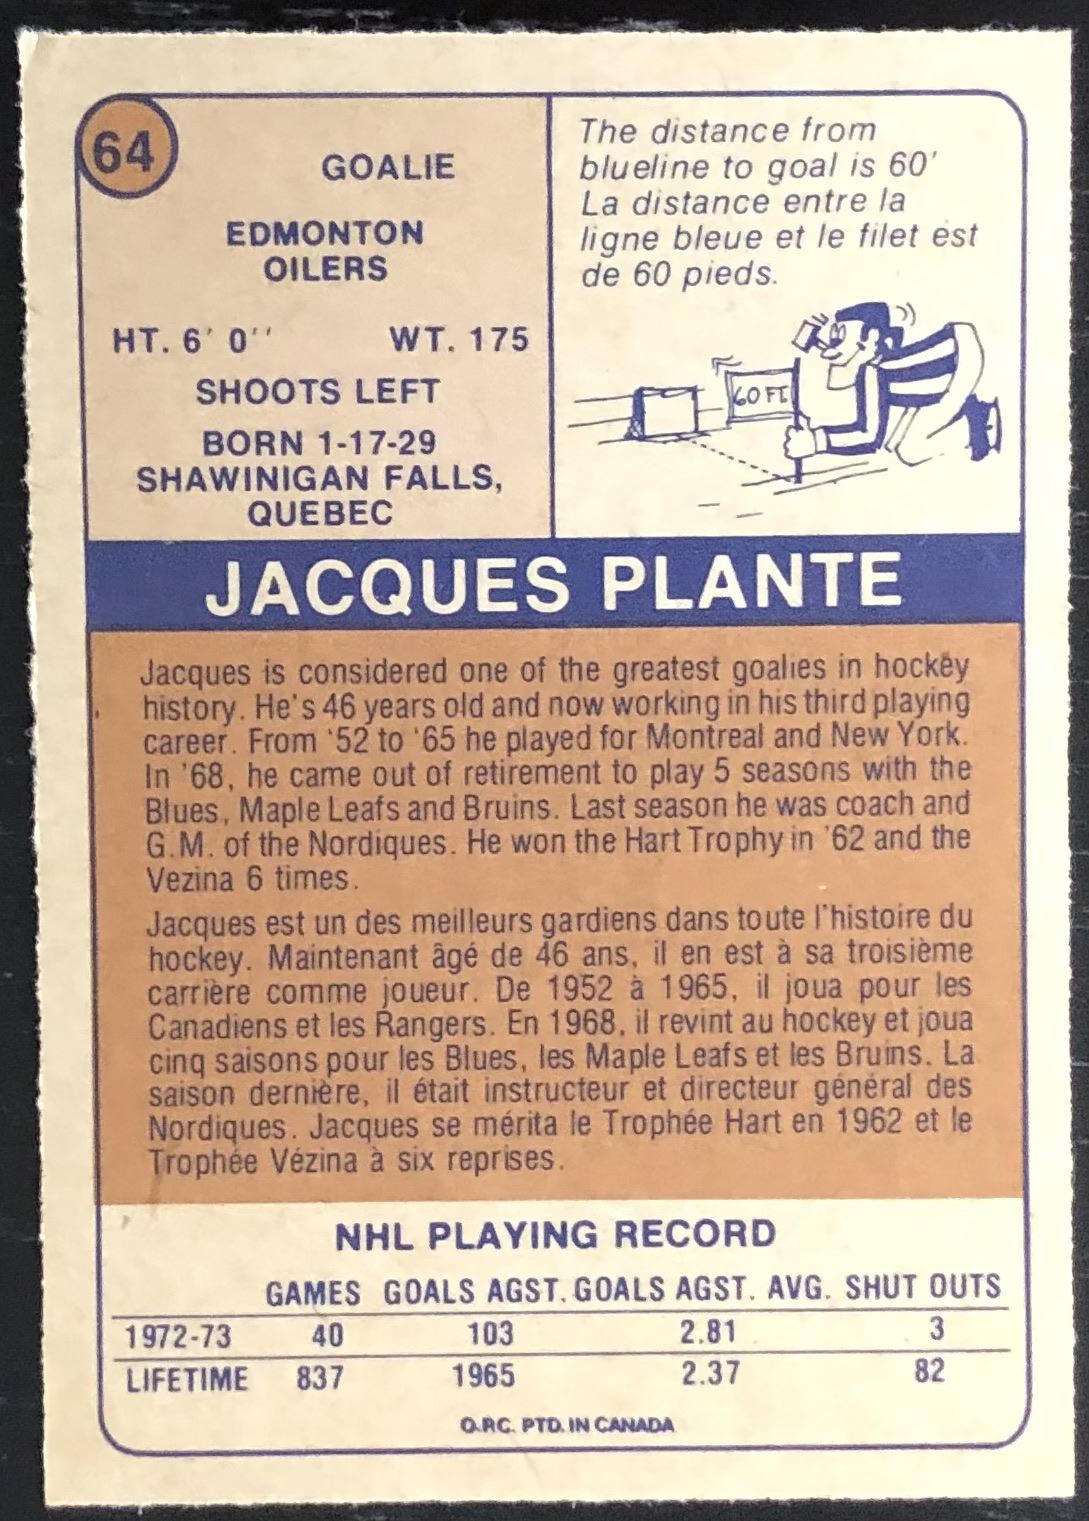 64
GOALIE
EDMONTON
OILERS
HT. 6' 0'' WT. 175
SHOOTS LEFT
BORN 1-17-29
SHAWINIGAN FALLS,
QUEBEC
The distance from
blueline to goal is 60'
La distance entre la
ligne bleue et le filet est
de 60 pieds.
60 FT.
JACQUES PLANTE
Jacques is considered one of the greatest goalies in hockey
history. He's 46 years old and now working in his third playing
career. From '52 to '65 he played for Montreal and New York.
In '68, he came out of retirement to play 5 seasons with the
Blues, Maple Leafs and Bruins. Last season he was coach and
G.M. of the Nordiques. He won the Hart Trophy in '62 and the
Vezina 6 times.
Jacques est un des meilleurs gardiens dans toute l'histoire du
hockey. Maintenant âgé de 46 ans, il en est à sa troisième
carrière comme joueur. De 1952 à 1965, il joua pour les
Canadiens et les Rangers. En 1968, il revint au hockey et joua
cinq saisons pour les Blues, les Maple Leafs et les Bruins. La
saison dernière, il était instructeur et directeur général des
Nordiques. Jacques se mérita le Trophée Hart en 1962 et le
Trophée Vézina à six reprises.
NHL PLAYING RECORD
GAMES GOALS AGST. GOALS AGST. AVG. SHUT OUTS
1972-73 40 103 2.81 3
LIFETIME 837 1965 2.37 82
O.P.C. PTD. IN CANADA